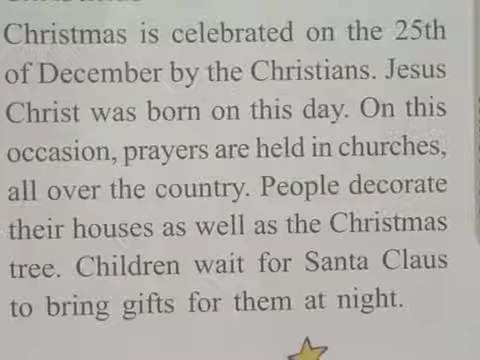 Christmas is celebrated on the 25th
of December by the Christians. Jesus
Christ was born on this day. On this
occasion, prayers are held in churches,
all over the country. People decorate
their houses as well as the Christmas
tree. Children wait for Santa Claus
to bring gifts for them at night.